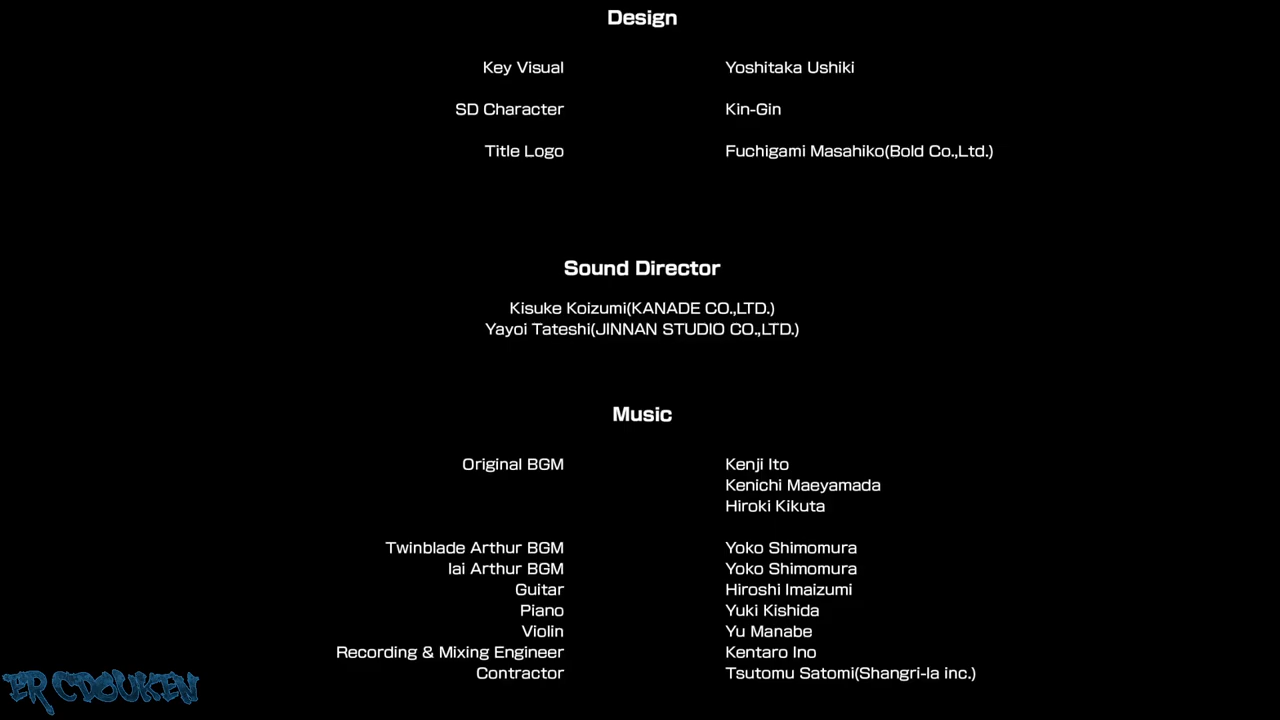 Design
Key Visual Yoshitaka Ushiki
SD Character Kin-Gin
Title Logo Fuchigami Masahiko(Bold Co.,Ltd.)
Sound Director
Kisuke Koizumi(KANADE CO.,LTD.)
Yayoi Tateshi(JINNAN STUDIO CO.,LTD.)
Music
Original BGM Kenji Ito
Kenichi Maeyamada
Hiroki Kikuta
Twinblade Arthur BGM Yoko Shimomura
Iai Arthur BGM Yoko Shimomura
Guitar Hiroshi Imaizumi
Piano Yuki Kishida
Violin Yu Manabe
Recording & Mixing Engineer Kentaro Ino
Contractor Tsutomu Satomi(Shangri-la inc.)
ER CDOUKEN